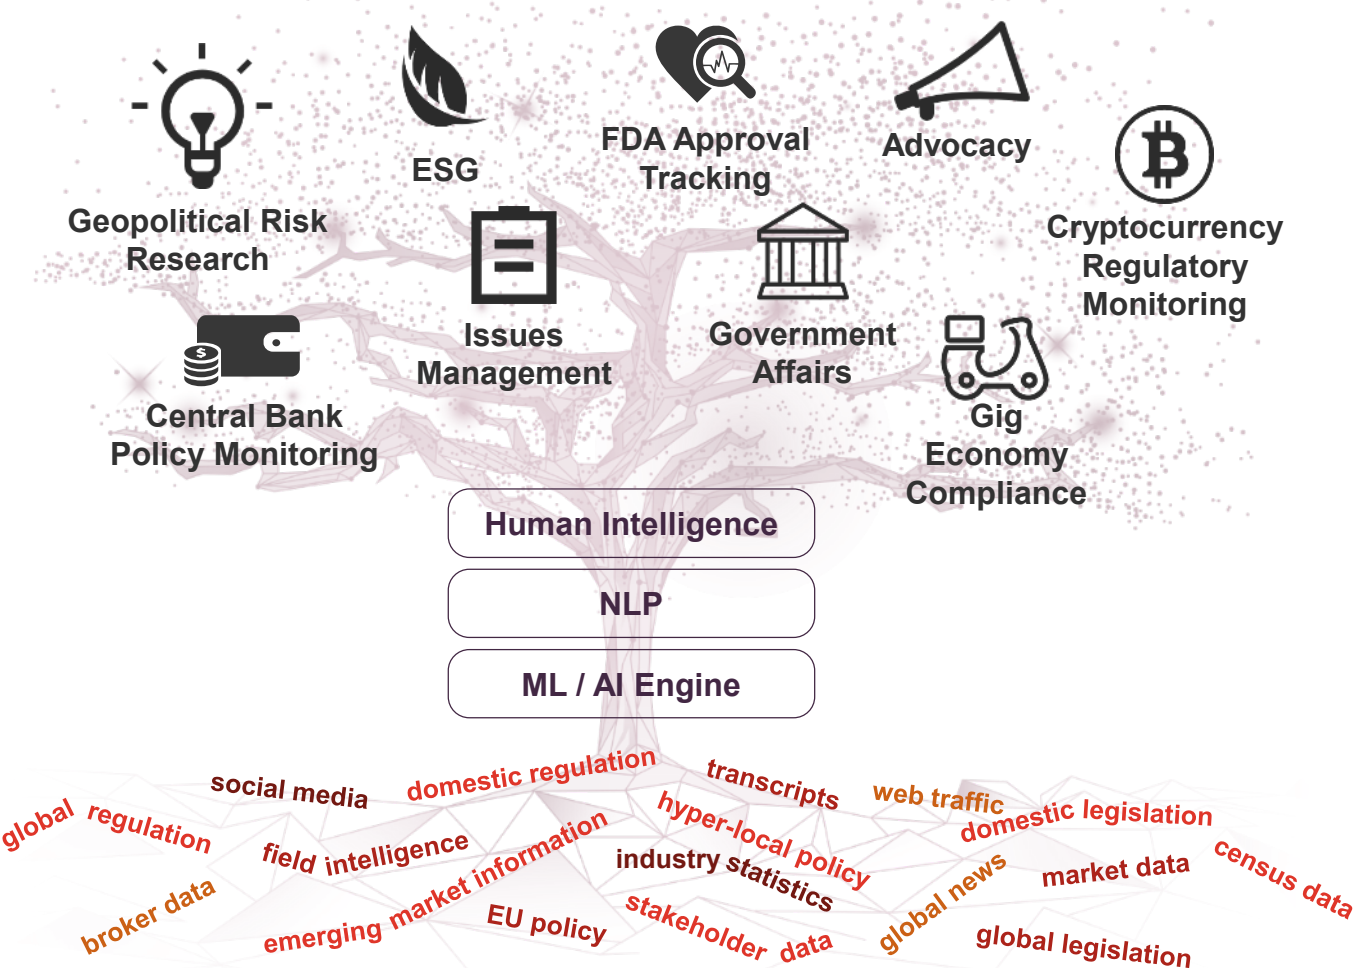 ESG
FDA Approval
Tracking
Advocacy
Geopolitical Risk
Research
Cryptocurrency
Regulatory
Monitoring
Issues
Management
Government
Affairs
$
Central Bank
Policy Monitoring
Gig
Economy
Compliance
Human Intelligence
NLP
ML / AI Engine
social media
domestic regulation
transcripts
web traffic
global regulation
field intelligence
emerging market information
hyper-local policy
domestic legislation
industry statistics
global news
market data
census data
broker data
EU policy
stakeholder data
global legislation